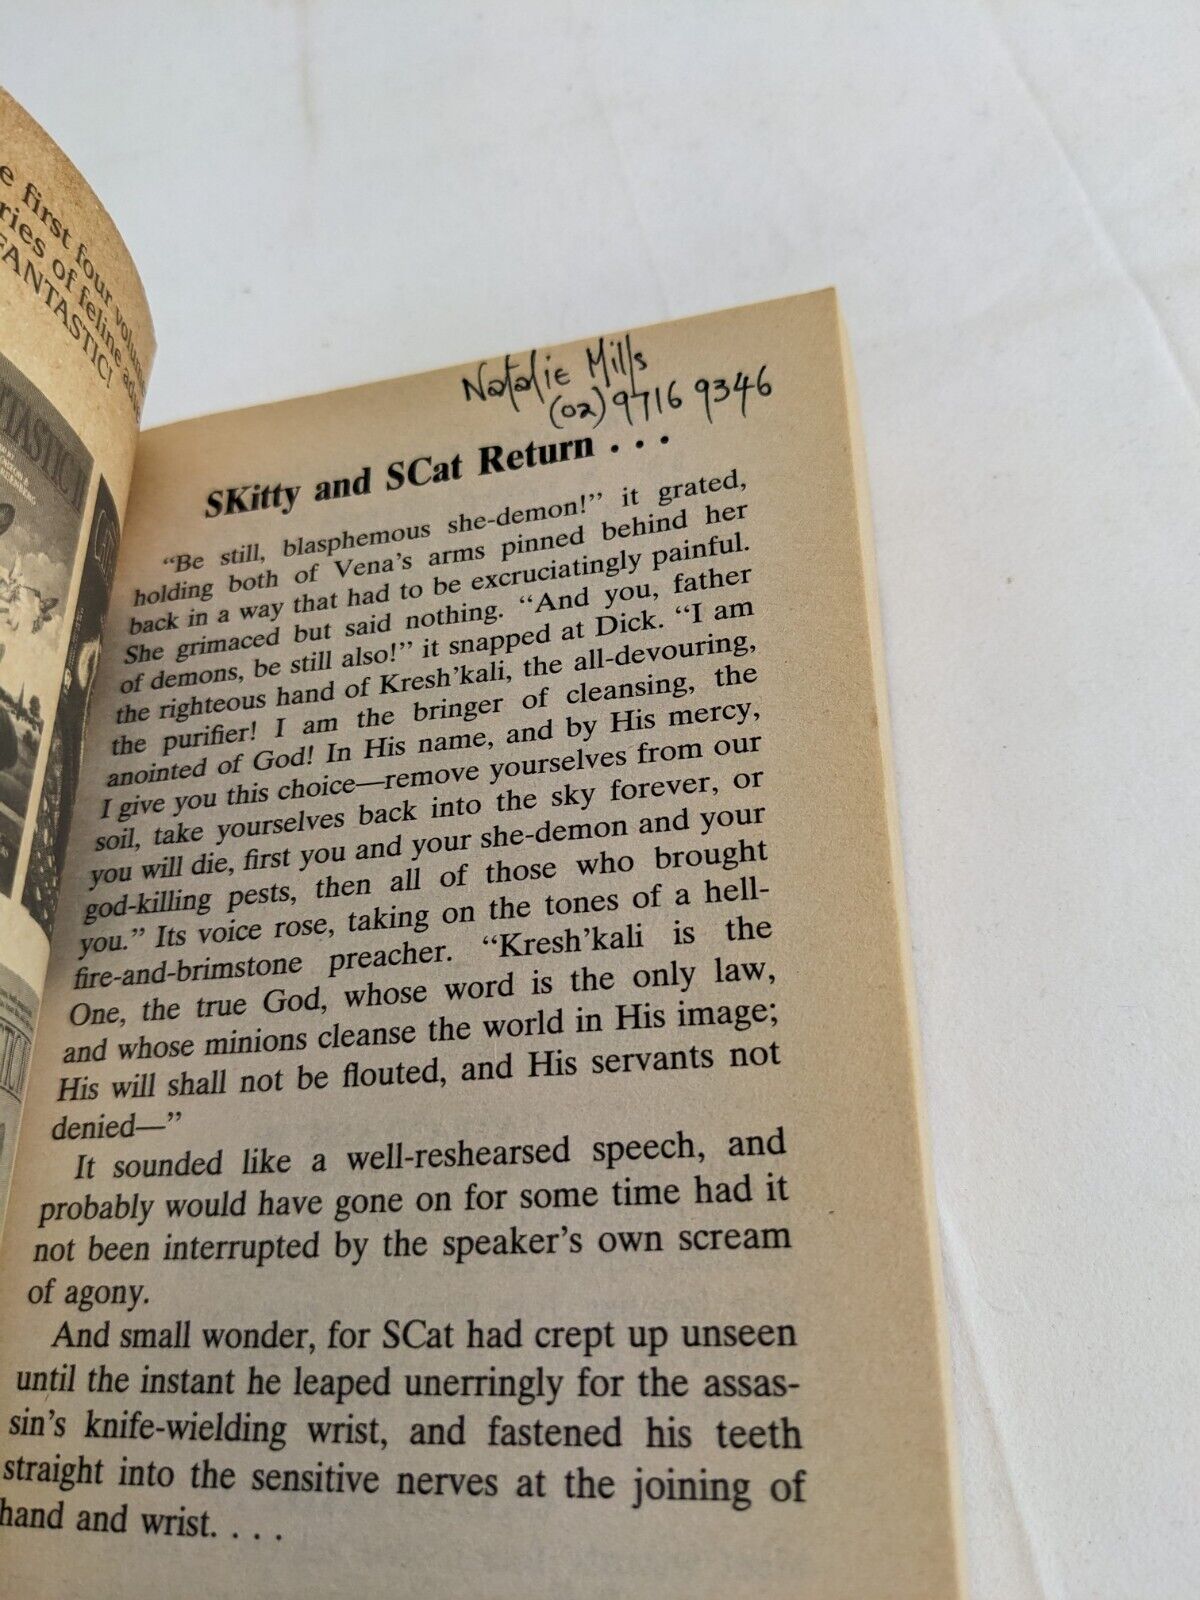 e first four volume
ries of feline
FANTASTIC!
TASTIC
Natalie Mills
(02) 9716 9346
SKitty and SCat Return . . .
“Be still, blasphemous she-demon!” it grated,
holding both of Vena’s arms pinned behind her
back in a way that had to be excruciatingly painful.
She grimaced but said nothing. “And you, father
of demons, be still also!” it snapped at Dick. “I am
the righteous hand of Kresh’kali, the all-devouring,
the purifier! I am the bringer of cleansing, the
anointed of God! In His name, and by His mercy,
I give you this choice—remove yourselves from our
soil, take yourselves back into the sky forever, or
you will die, first you and your she-demon and your
god-killing pests, then all of those who brought
you.” Its voice rose, taking on the tones of a hell-
fire-and-brimstone preacher. “Kresh’kali is the
One, the true God, whose word is the only law,
and whose minions cleanse the world in His image;
His will shall not be flouted, and His servants not
denied—”
It sounded like a well-reshearsed speech, and
probably would have gone on for some time had it
not been interrupted by the speaker’s own scream
of agony.
And small wonder, for SCat had crept up unseen
until the instant he leaped unerringly for the assas-
sin’s knife-wielding wrist, and fastened his teeth
straight into the sensitive nerves at the joining of
hand and wrist. . . .